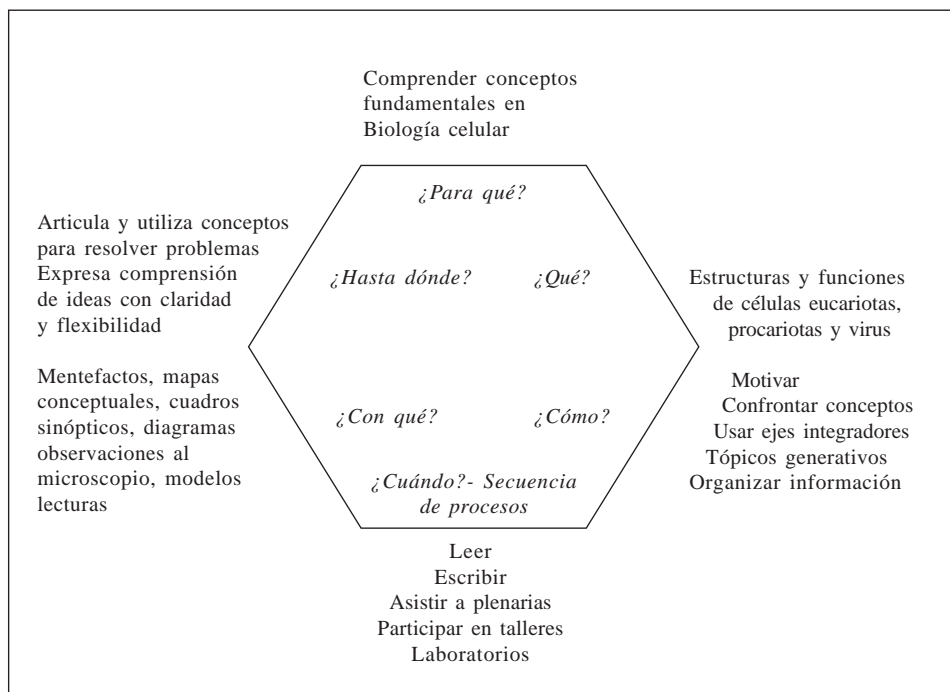 Comprender conceptos
fundamentales en
Biología celular
¿Para qué?
Articula y utiliza conceptos
para resolver problemas
Expresa comprensión
de ideas con claridad
y flexibilidad
¿Hasta dónde?
¿Qué?
Estructuras y funciones
de células eucariotas,
procariotas y virus
Mentefactos, mapas
conceptuales, cuadros
sinópticos, diagramas
observaciones al
microscopio, modelos
lecturas
¿Con qué?
¿Cómo?
Motivar
Confrontar conceptos
Usar ejes integradores
Tópicos generativos
Organizar información
¿Cuándo?- Secuencia
de procesos
Leer
Escribir
Asistir a plenarias
Participar en talleres
Laboratorios